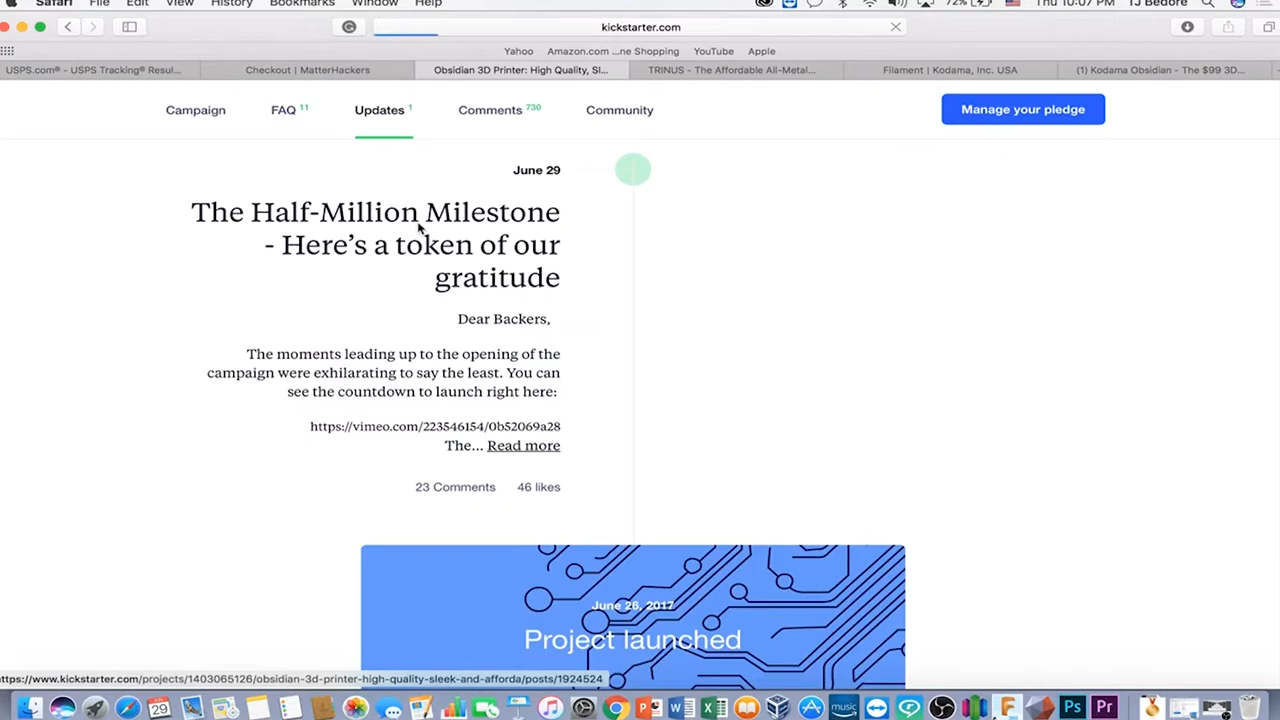 Safari File Edit View History Bookmarks Window Help 72% Thu 10:07 PM TJ Bedore
kickstarter.com
Yahoo Amazon.com ...ne Shopping YouTube Apple
USPS.com® - USPS Tracking® Resul... Checkout | MatterHackers Obsidian 3D Printer: High Quality, Sl... TRINUS - The Affordable All-Metal... Filament | Kodama, Inc. USA (1) Kodama Obsidian - The $99 3D...
Campaign FAQ 11 Updates 1 Comments 730 Community Manage your pledge
June 29
The Half-Million Milestone
- Here's a token of our
gratitude
Dear Backers,
The moments leading up to the opening of the
campaign were exhilarating to say the least. You can
see the countdown to launch right here:
https://vimeo.com/223546154/0b52069a28
The... Read more
23 Comments 46 likes
June 26, 2017
Project launched
https://www.kickstarter.com/projects/1403065126/obsidian-3d-printer-high-quality-sleek-and-afforda/posts/1924524
29
music
Ps Pr